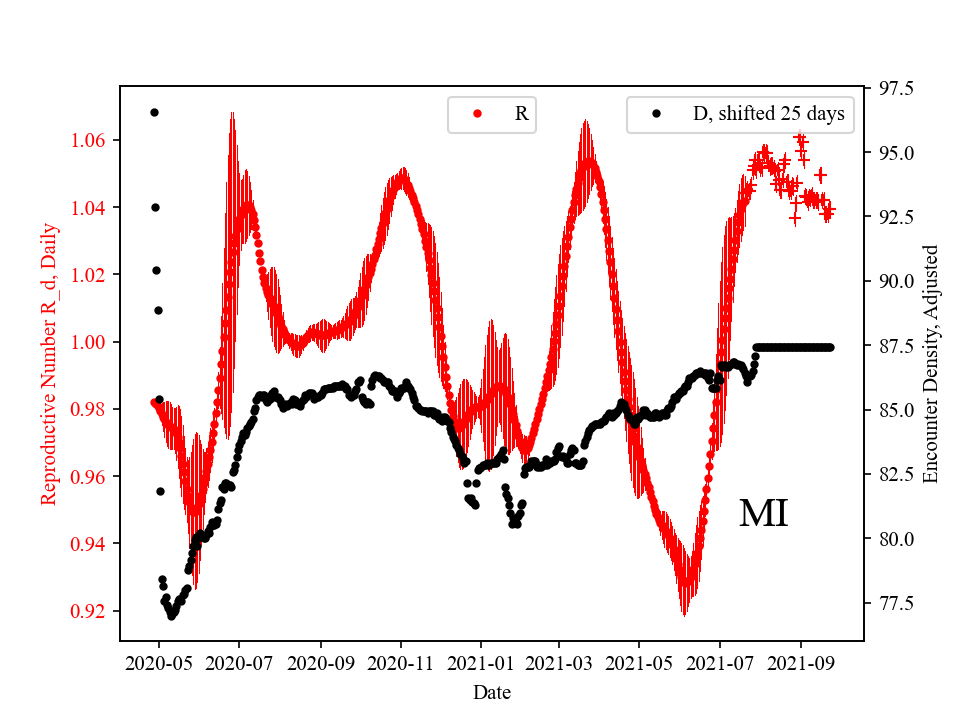 R
D, shifted 25 days
Reproductive Number R_d, Daily
1.06
1.04
1.02
1.00
0.98
0.96
0.94
0.92
97.5
95.0
92.5
90.0
87.5
85.0
82.5
80.0
77.5
Encounter Density, Adjusted
MI
2020-05 2020-07 2020-09 2020-11 2021-01 2021-03 2021-05 2021-07 2021-09
Date